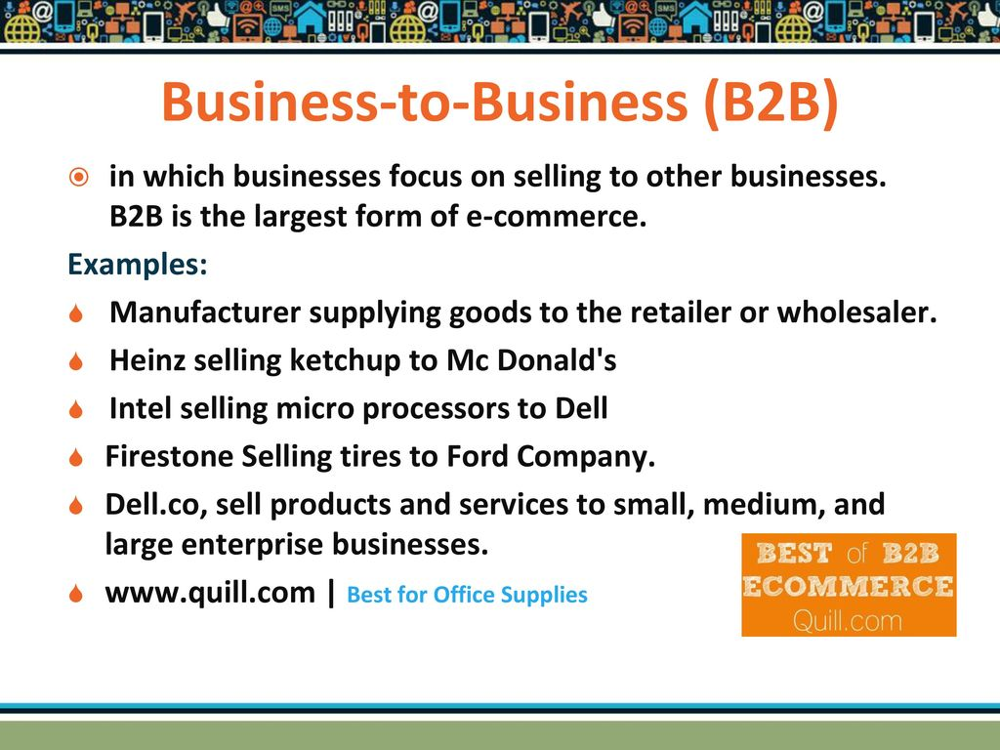 SMS
SMS
SMS
Business-to-Business (B2B)
in which businesses focus on selling to other businesses.
B2B is the largest form of e-commerce.
Examples:
Manufacturer supplying goods to the retailer or wholesaler.
Heinz selling ketchup to Mc Donald's
Intel selling micro processors to Dell
Firestone Selling tires to Ford Company.
Dell.co, sell products and services to small, medium, and
large enterprise businesses.
BEST of B2B
ECOMMERCE
Quill.com
www.quill.com | Best for Office Supplies